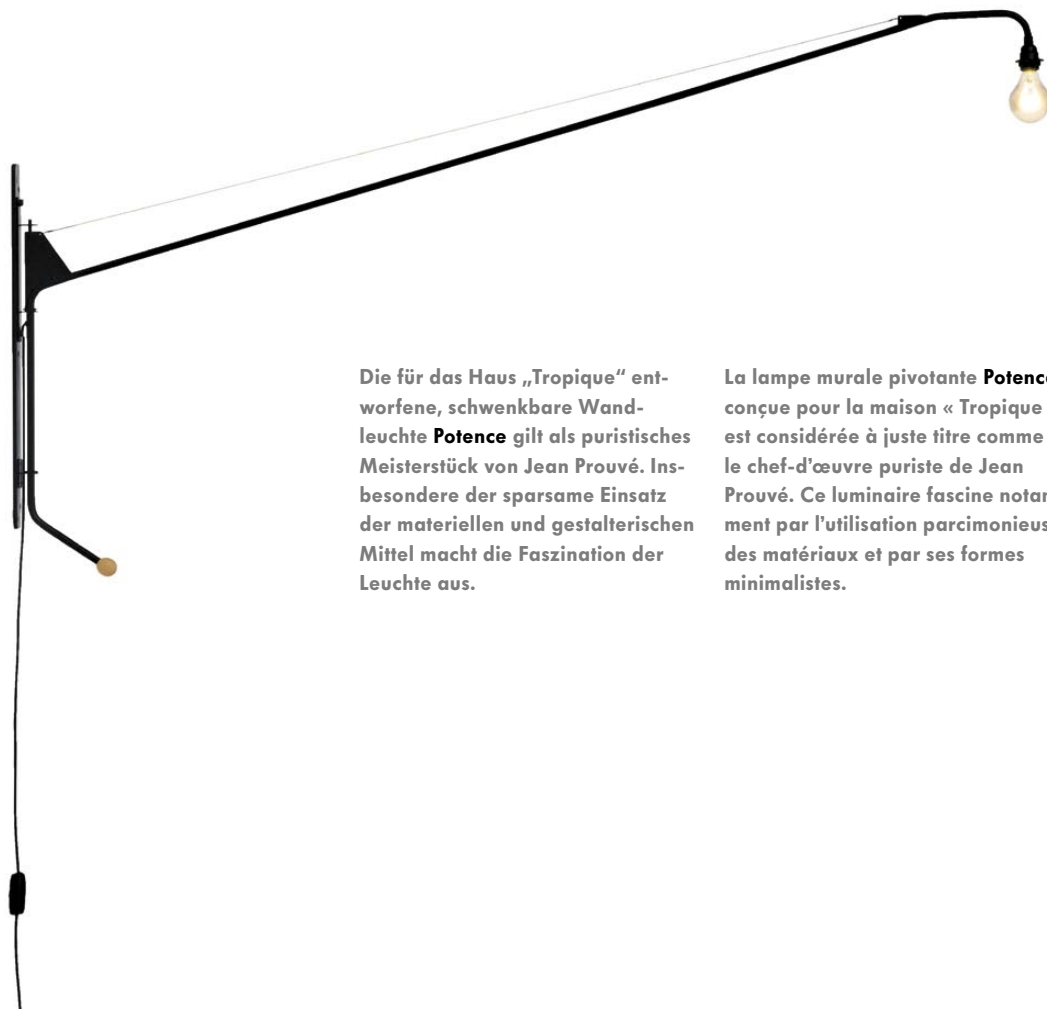 Die für das Haus „Tropique“ ent-
worfene, schwenkbare Wand-
leuchte Potence gilt als puristisches
Meisterstück von Jean Prouvé. Ins-
besondere der sparsame Einsatz
der materiellen und gestalterischen
Mittel macht die Faszination der
Leuchte aus.
La lampe murale pivotante Potence
conçue pour la maison « Tropique
est considérée à juste titre comme
le chef-d’œuvre puriste de Jean
Prouvé. Ce luminaire fascine notam
ment par l’utilisation parcimonieus
des matériaux et par ses formes
minimalistes.